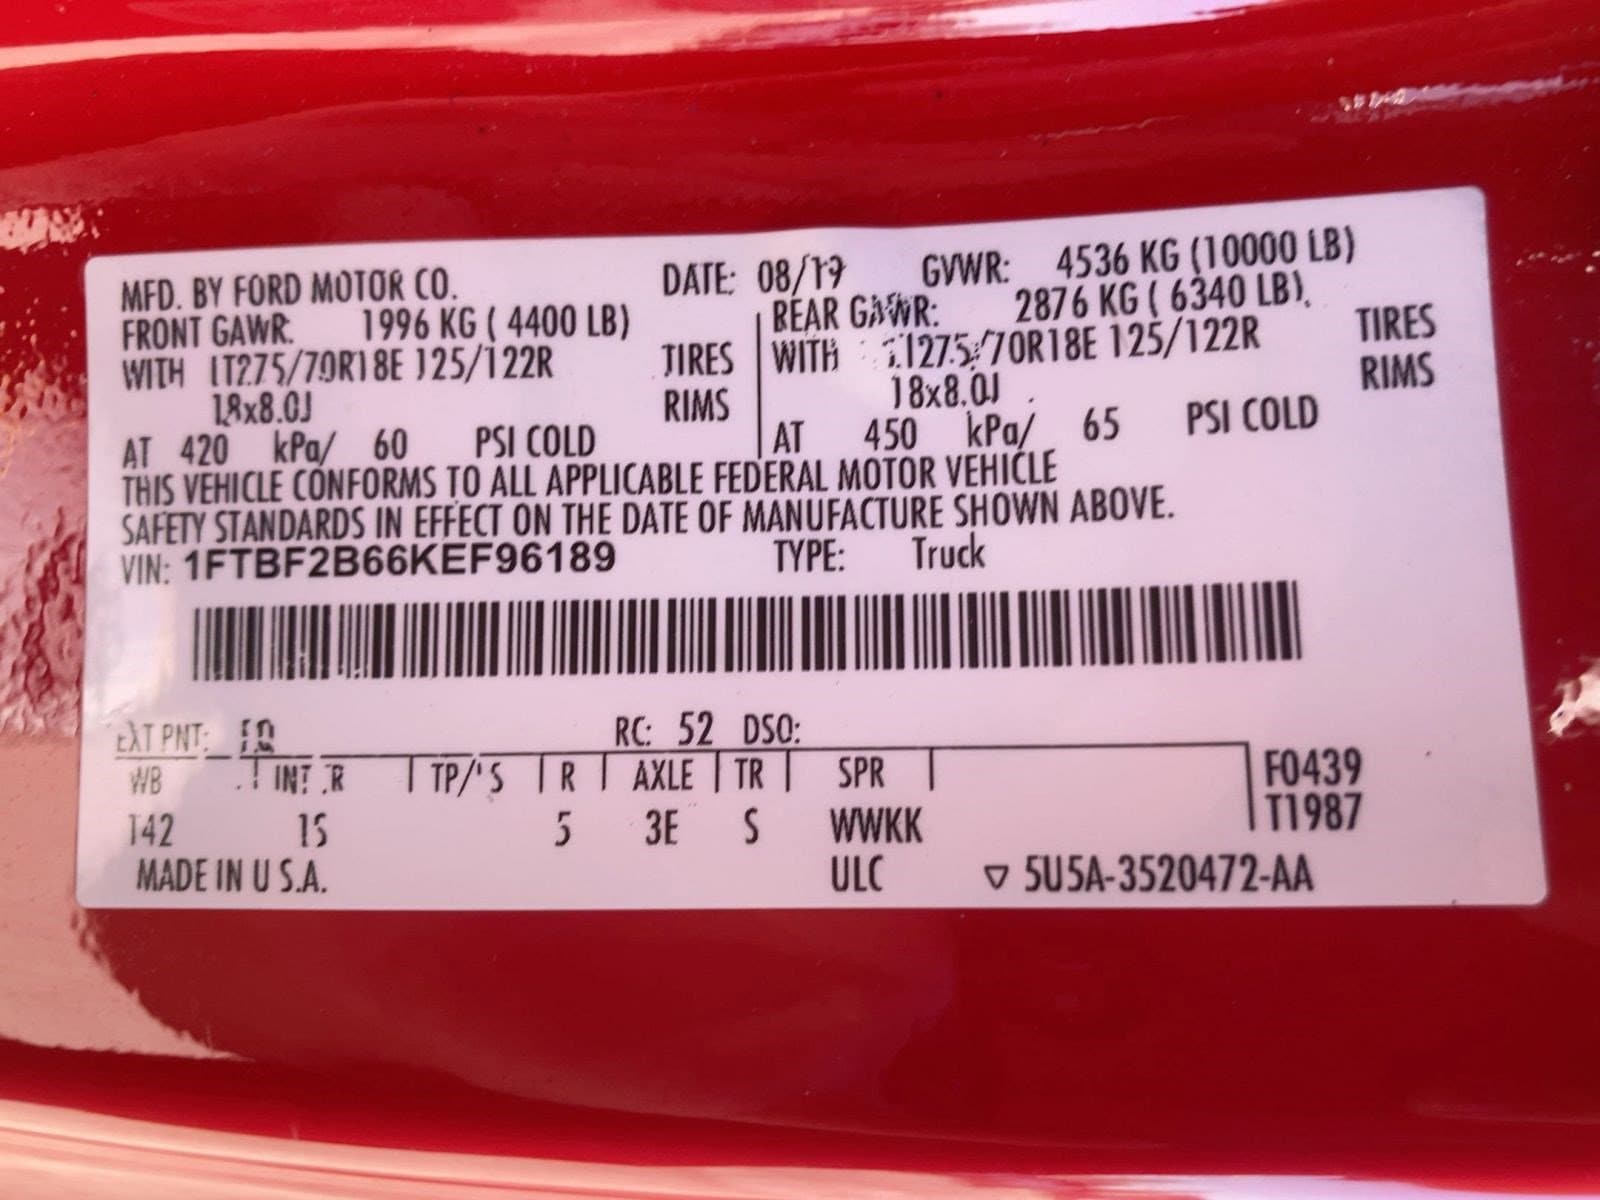 MFD. BY FORD MOTOR CO. DATE: 08/19 GVWR: 4536 KG (10000 LB)
FRONT GAWR: 1996 KG ( 4400 LB) REAR GAWR: 2876 KG ( 6340 LB)
WITH LT275/70R18E 125/122R TIRES WITH LT275/70R18E 125/122R TIRES
18x8.0J RIMS 18x8.0J RIMS
AT 420 kPa/ 60 PSI COLD AT 450 kPa/ 65 PSI COLD
THIS VEHICLE CONFORMS TO ALL APPLICABLE FEDERAL MOTOR VEHICLE
SAFETY STANDARDS IN EFFECT ON THE DATE OF MANUFACTURE SHOWN ABOVE.
VIN: 1FTBF2B66KEF96189 TYPE: Truck
EXT PNT: RC: 52 DSO:
WB INT TR TP/PS R AXLE TR SPR F0439
T1987
142 1S 5 3E S WWKK
MADE IN U.S.A. ULC ▽ 5U5A-3520472-AA